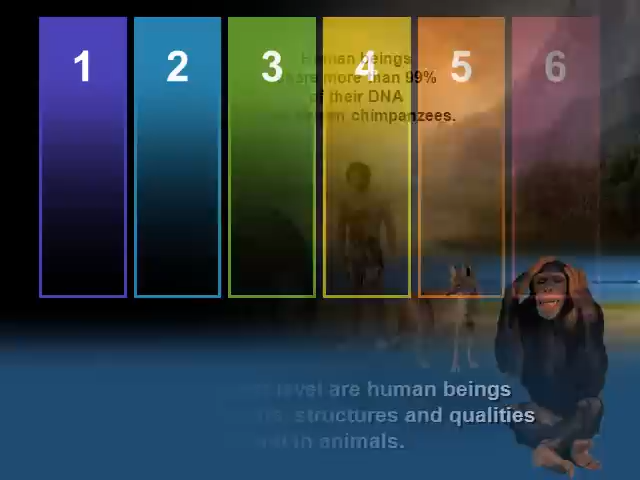 1 2 3 4 5 6
Human beings
more than 99%
of their DNA
chimpanzees.
level are human beings
structures and qualities
in animals.